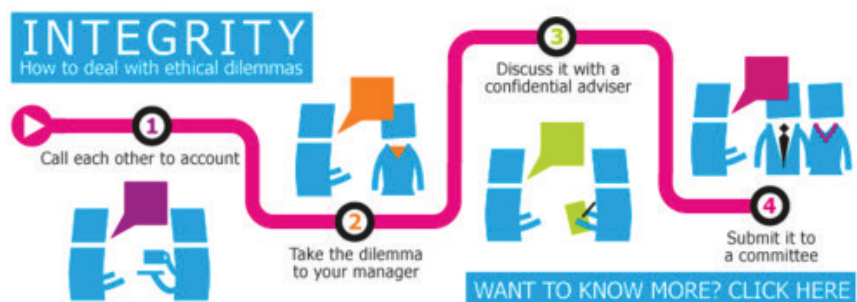 INTEGRITY
How to deal with ethical dilemmas
1
Call each other to account
2
Take the dilemma
to your manager
3
Discuss it with a
confidential adviser
4
Submit it to
a committee
WANT TO KNOW MORE? CLICK HERE